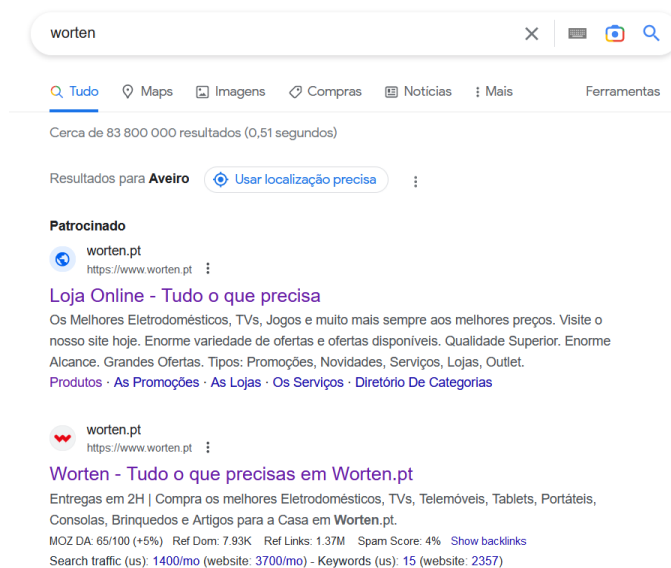 worten
Tudo Maps Imagens Compras Notícias Mais Ferramentas
Cerca de 83 800 000 resultados (0,51 segundos)
Resultados para Aveiro Usar localização precisa
Patrocinado
worten.pt
https://www.worten.pt
Loja Online - Tudo o que precisa
Os Melhores Eletrodomésticos, TVs, Jogos e muito mais sempre aos melhores preços. Visite o
nosso site hoje. Enorme variedade de ofertas e ofertas disponíveis. Qualidade Superior. Enorme
Alcance. Grandes Ofertas. Tipos: Promoções, Novidades, Serviços, Lojas, Outlet.
Produtos · As Promoções · As Lojas · Os Serviços · Diretório De Categorias
worten.pt
https://www.worten.pt
Worten - Tudo o que precisas em Worten.pt
Entregas em 2H | Compra os melhores Eletrodomésticos, TVs, Telemóveis, Tablets, Portáteis,
Consolas, Brinquedos e Artigos para a Casa em Worten.pt.
MOZ DA: 65/100 (+5%) Ref Dom: 7.93K Ref Links: 1.37M Spam Score: 4% Show backlinks
Search traffic (us): 1400/mo (website: 3700/mo) - Keywords (us): 15 (website: 2357)